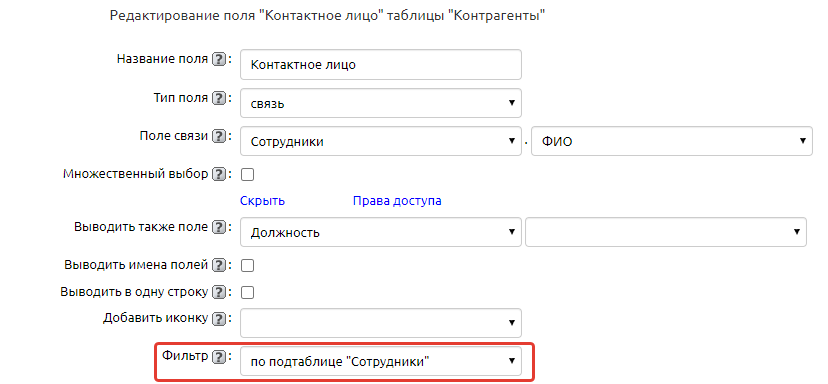 Редактирование поля "Контактное лицо" таблицы "Контрагенты"
Название поля ? : Контактное лицо
Тип поля ? : связь
Поле связи ? : Сотрудники . ФИО
Множественный выбор ? :
Скрыть Права доступа
Выводить также поле ? : Должность
Выводить имена полей ? :
Выводить в одну строку ? :
Добавить иконку ? :
Фильтр ? : по подтаблице "Сотрудники"